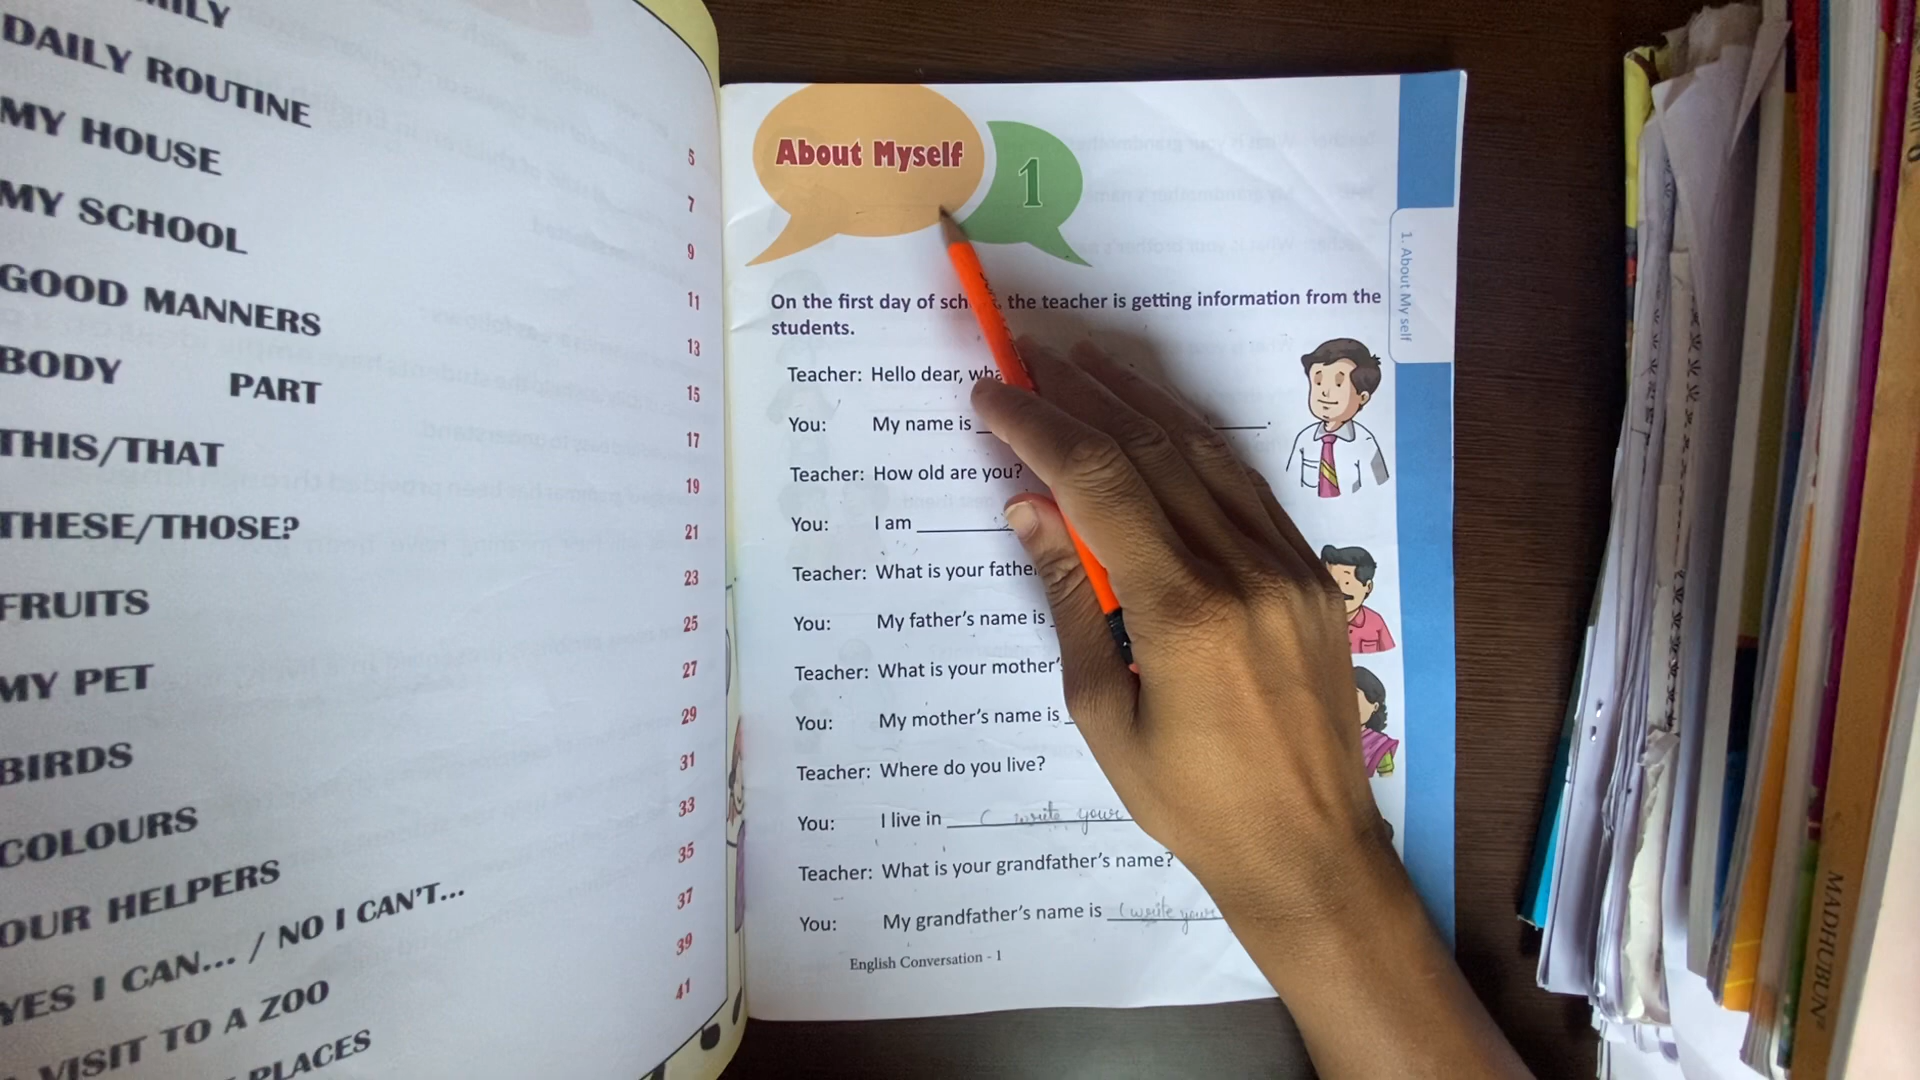 DAILY ROUTINE
MY HOUSE
MY SCHOOL
GOOD MANNERS
BODY PART
THIS/THAT
THESE/THOSE?
FRUITS
MY PET
BIRDS
COLOURS
OUR HELPERS
YES I CAN... / NO I CAN'T...
VISIT TO A ZOO
PLACES
5
7
9
11
13
15
17
19
21
23
25
27
29
31
33
35
37
39
41
About Myself
1
1. About My self
On the first day of the teacher is getting information from the
students.
Teacher: Hello dear,
You: My name is
Teacher: How old are you?
You: I am
Teacher: What is your
You: My father's name is
Teacher: What is your
You: My mother's name is
Teacher: Where do you live?
You: I live in ( write your
Teacher: What is your grandfather's name?
You: My grandfather's name is (write your
English Conversation - 1
MADHUBUN